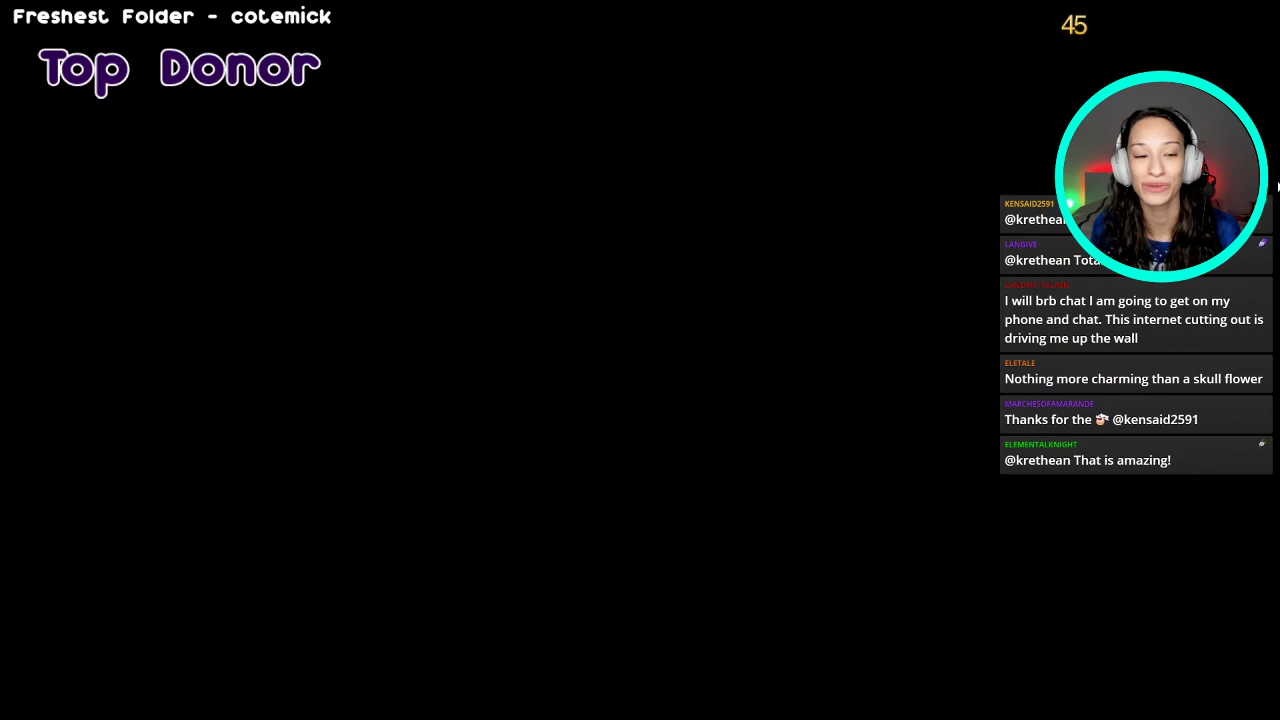 Freshest Folder - cotemick
45
Top Donor
KENSAID2591
@krethean
LANGIVE
@krethean
I will brb chat I am going to get on my
phone and chat. This internet cutting out is
driving me up the wall
ELETALE
Nothing more charming than a skull flower
MARCHESOFAMARANDE
Thanks for the @kensaid2591
ELEMENTALKNIGHT
@krethean That is amazing!